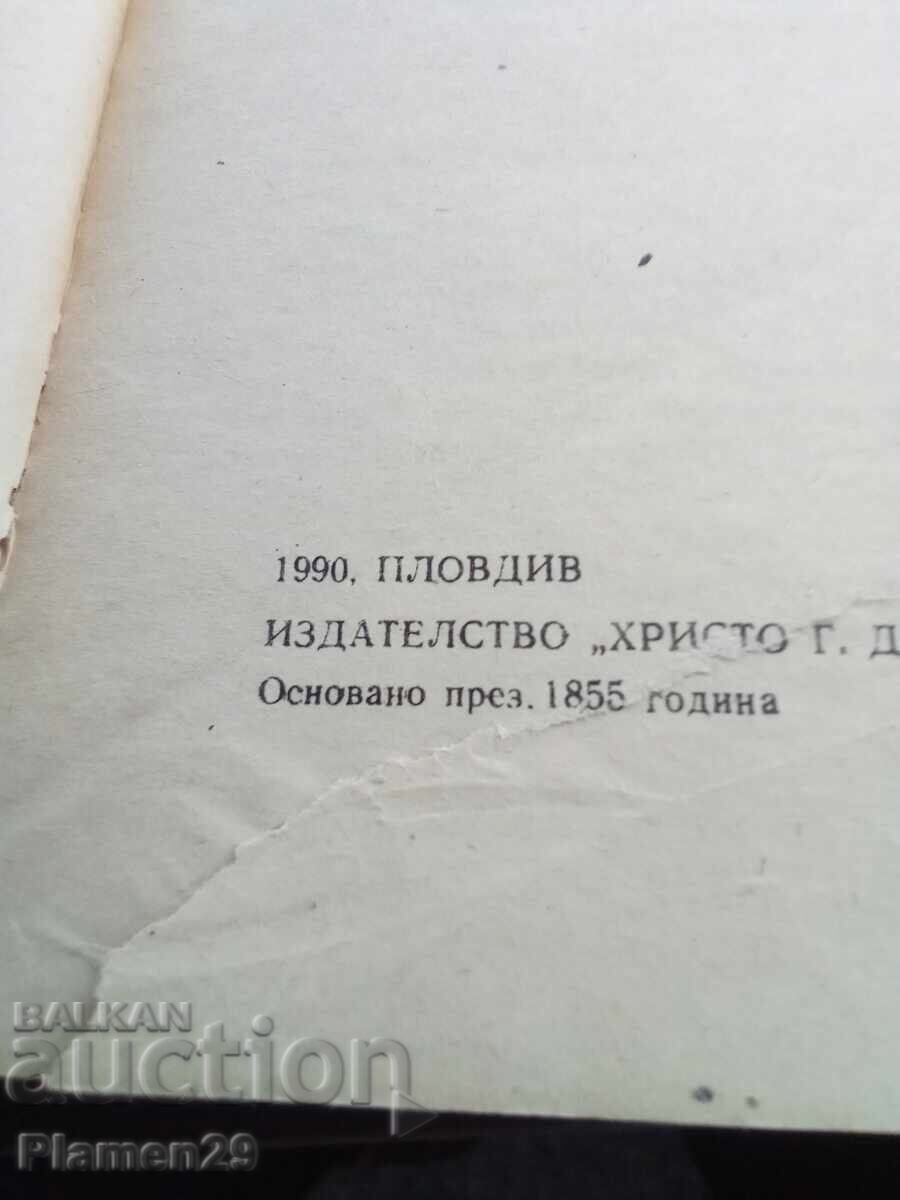 1990, ПЛОВДИВ
ИЗДАТЕЛСТВО „ХРИСТО Г. Д
Основано през. 1855 година
BALKAN
auction
Plamen29